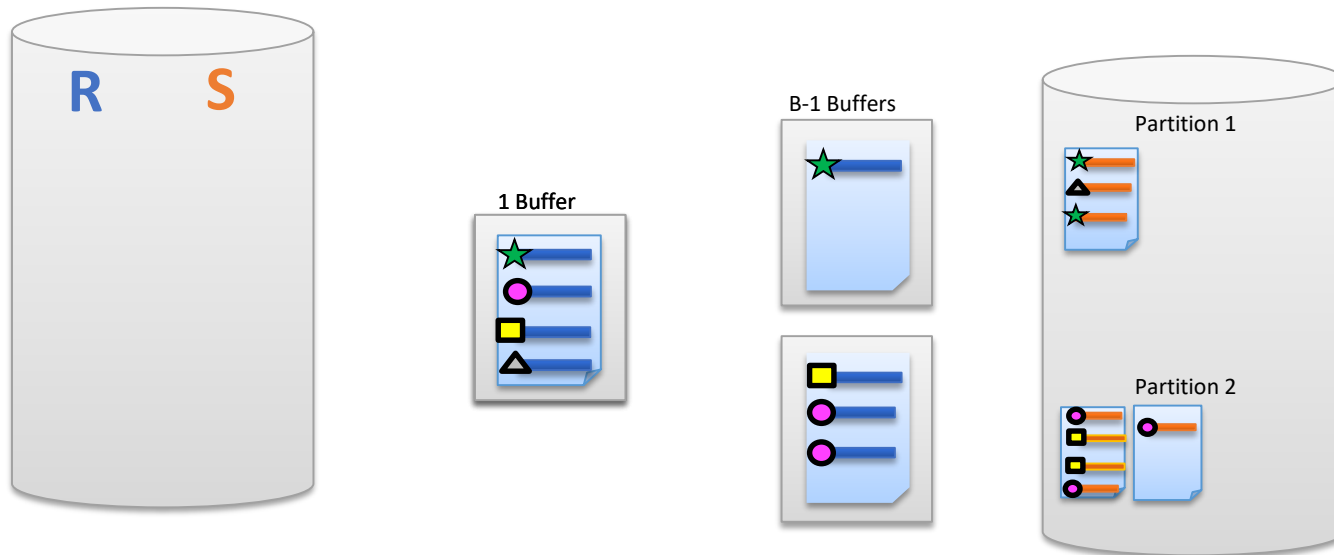 R S
1 Buffer
B-1 Buffers
Partition 1
Partition 2